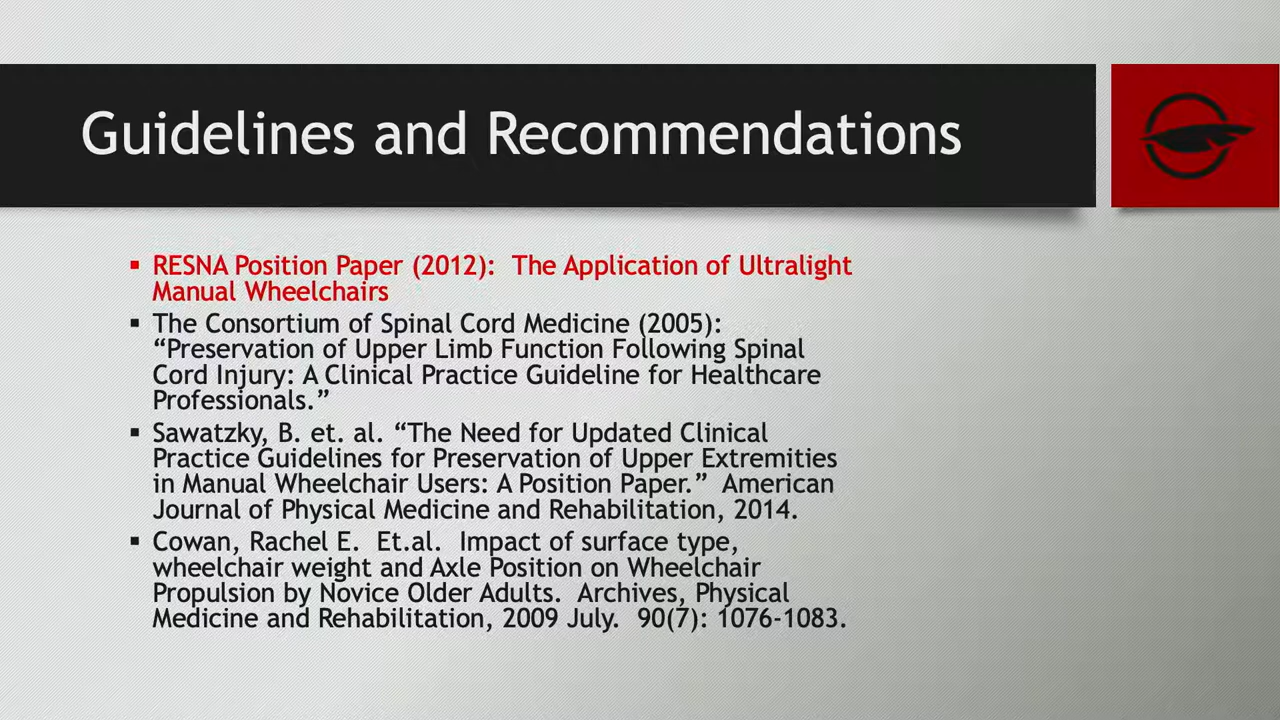 Guidelines and Recommendations
▪ RESNA Position Paper (2012):  The Application of Ultralight
Manual Wheelchairs
▪ The Consortium of Spinal Cord Medicine (2005):
“Preservation of Upper Limb Function Following Spinal
Cord Injury: A Clinical Practice Guideline for Healthcare
Professionals.”
▪ Sawatzky, B. et. al. “The Need for Updated Clinical
Practice Guidelines for Preservation of Upper Extremities
in Manual Wheelchair Users: A Position Paper.”  American
Journal of Physical Medicine and Rehabilitation, 2014.
▪ Cowan, Rachel E.  Et.al.  Impact of surface type,
wheelchair weight and Axle Position on Wheelchair
Propulsion by Novice Older Adults.  Archives, Physical
Medicine and Rehabilitation, 2009 July.  90(7): 1076-1083.